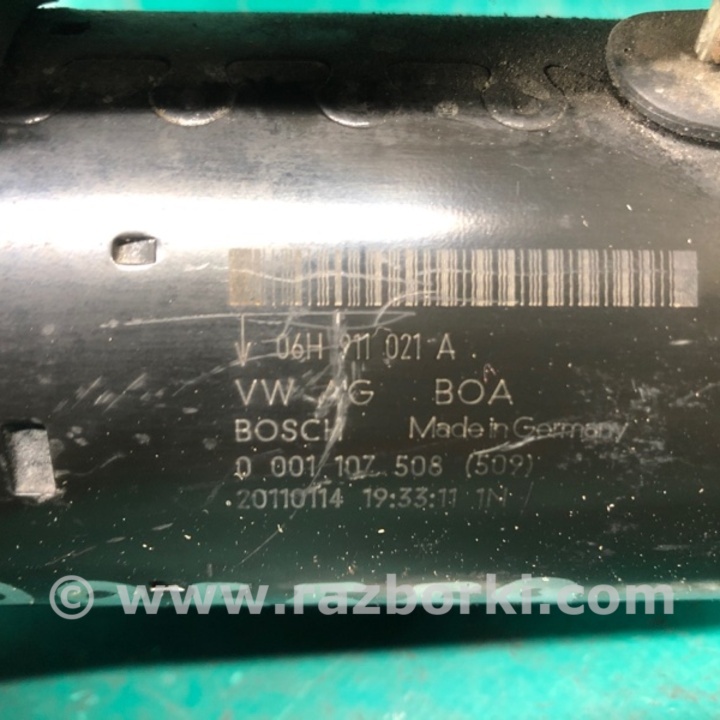 06H 911 021 A
VW AG BOA
BOSCH Made in Germany
0 001 107 508 (509)
20110114 19:33:11 1N
© www.razborki.com